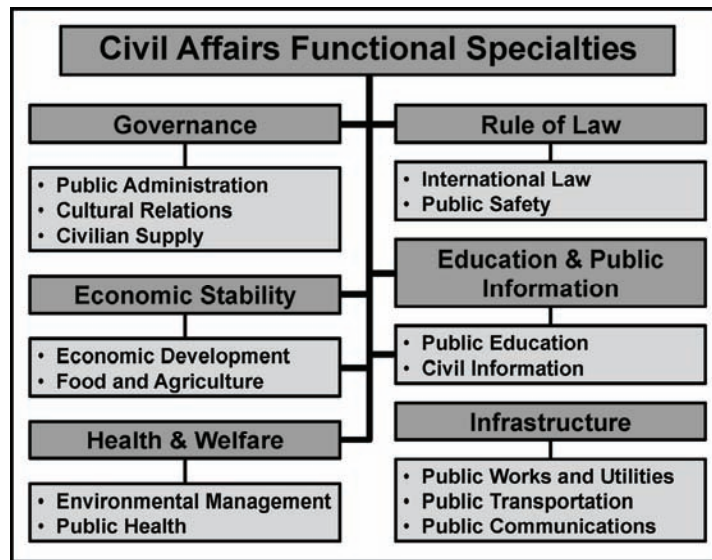 Civil Affairs Functional Specialties
Governance
• Public Administration
• Cultural Relations
• Civilian Supply
Economic Stability
• Economic Development
• Food and Agriculture
Health & Welfare
• Environmental Management
• Public Health
Rule of Law
• International Law
• Public Safety
Education & Public
Information
• Public Education
• Civil Information
Infrastructure
• Public Works and Utilities
• Public Transportation
• Public Communications